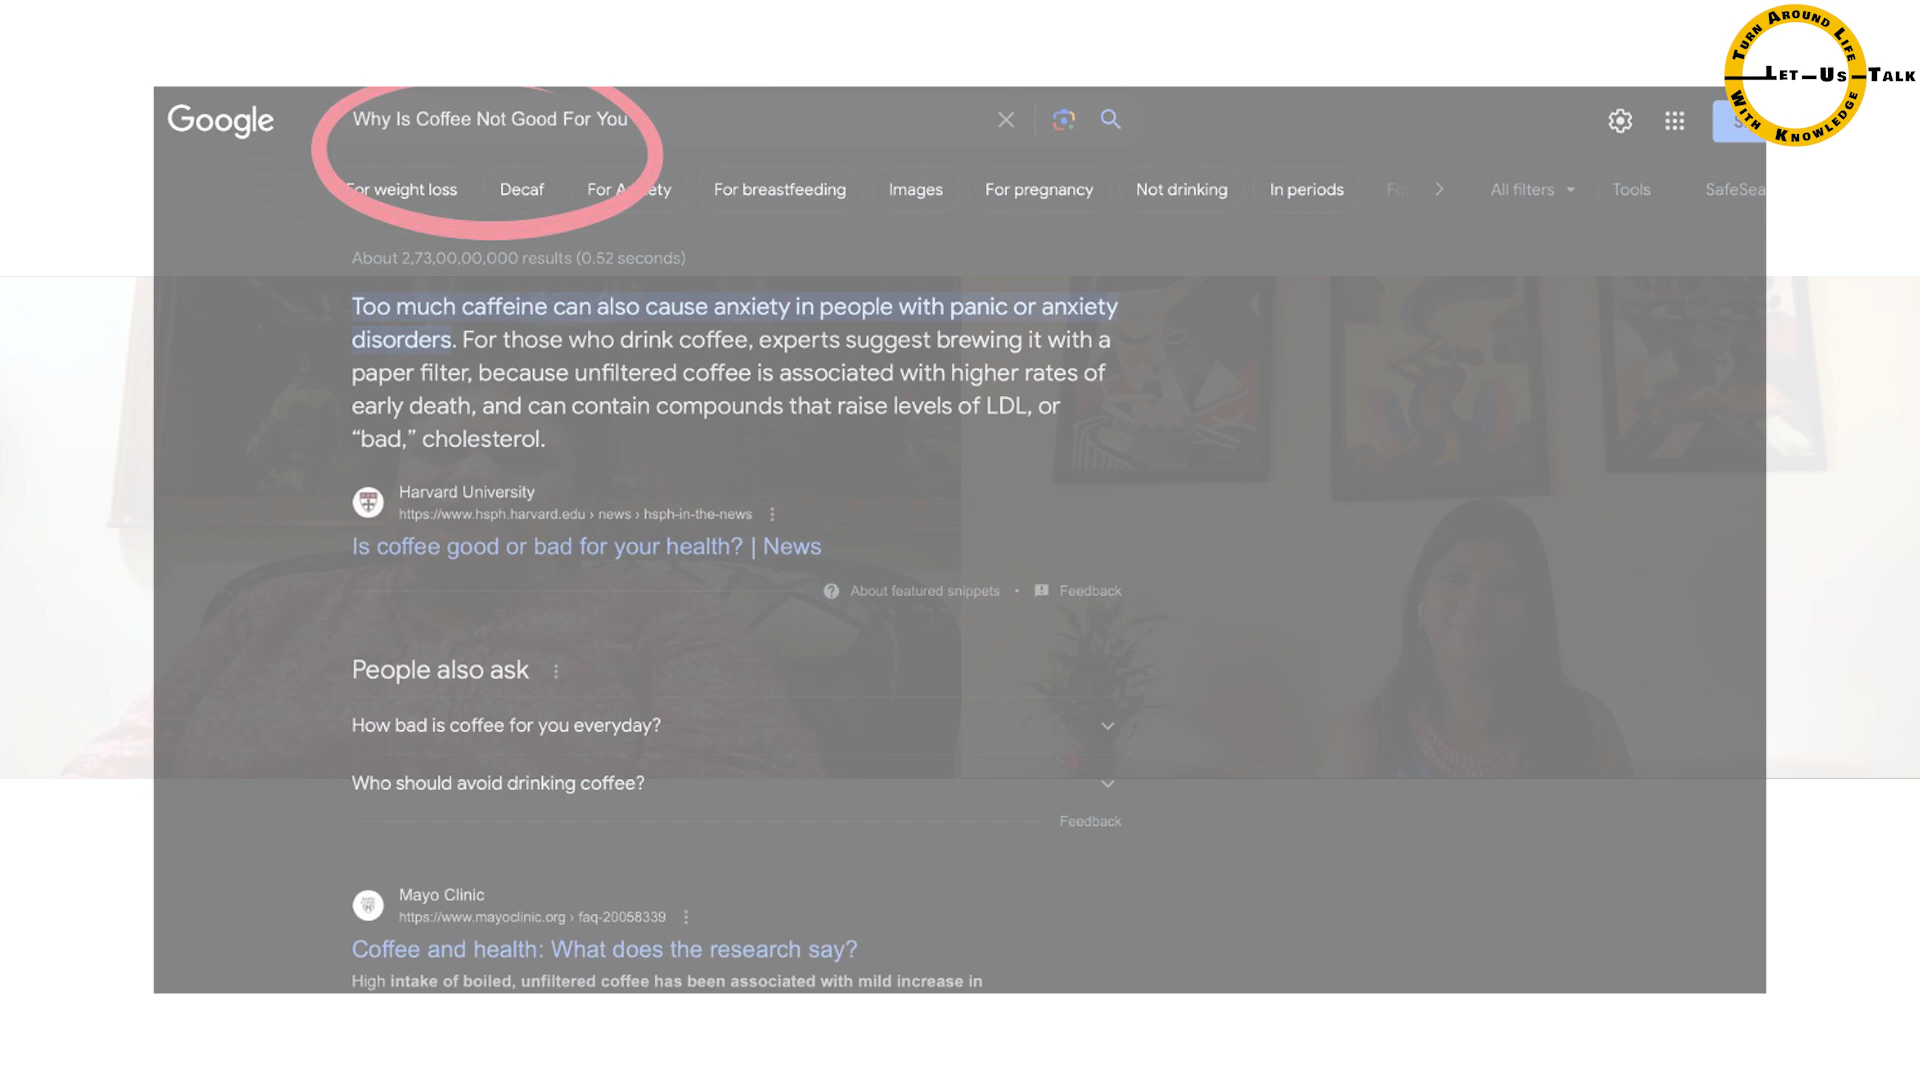 TURN AROUND LIFE
LET-US-TALK
WITH KNOWLEDGE
Google
Why Is Coffee Not Good For You
For weight loss
Decaf
For Anxiety
For breastfeeding
Images
For pregnancy
Not drinking
In periods
All filters
Tools
SafeSea
About 2,73,00,00,000 results (0.52 seconds)
Too much caffeine can also cause anxiety in people with panic or anxiety
disorders. For those who drink coffee, experts suggest brewing it with a
paper filter, because unfiltered coffee is associated with higher rates of
early death, and can contain compounds that raise levels of LDL, or
“bad,” cholesterol.
Harvard University
https://www.hsph.harvard.edu › news › hsph-in-the-news
Is coffee good or bad for your health? | News
About featured snippets • Feedback
People also ask
How bad is coffee for you everyday?
Who should avoid drinking coffee?
Feedback
Mayo Clinic
https://www.mayoclinic.org › faq-20058339
Coffee and health: What does the research say?
High intake of boiled, unfiltered coffee has been associated with mild increase in